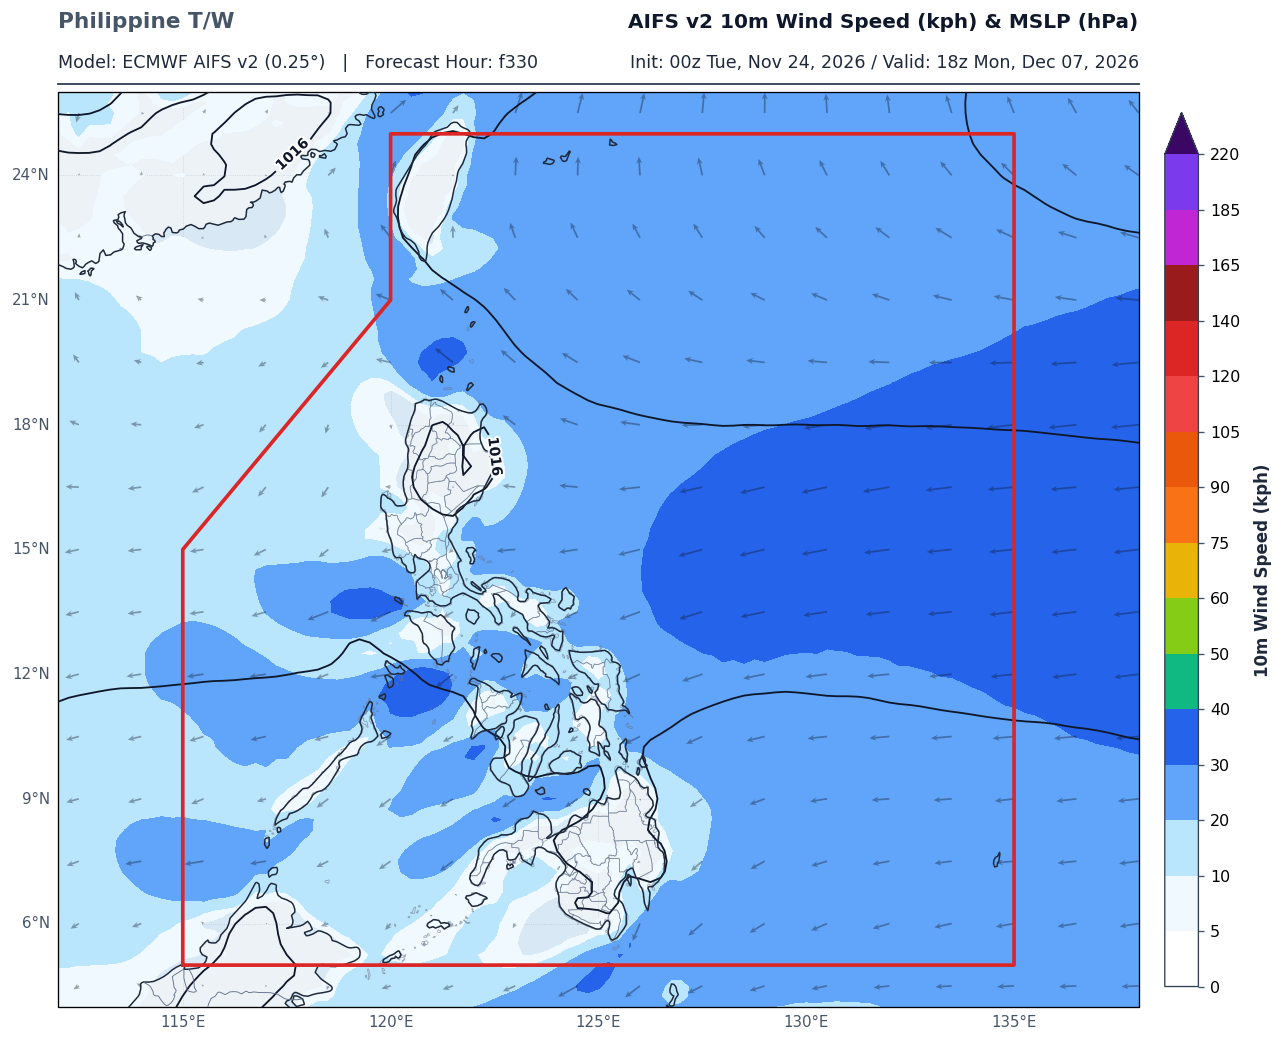 Philippine T/W
AIFS v2 10m Wind Speed (kph) & MSLP (hPa)
Model: ECMWF AIFS v2 (0.25°) | Forecast Hour: f330
Init: 00z Tue, Nov 24, 2026 / Valid: 18z Mon, Dec 07, 2026
1016
1016
24°N
21°N
18°N
15°N
12°N
9°N
6°N
115°E
120°E
125°E
130°E
135°E
220
185
165
140
120
105
90
75
60
50
40
30
20
10
5
0
10m Wind Speed (kph)